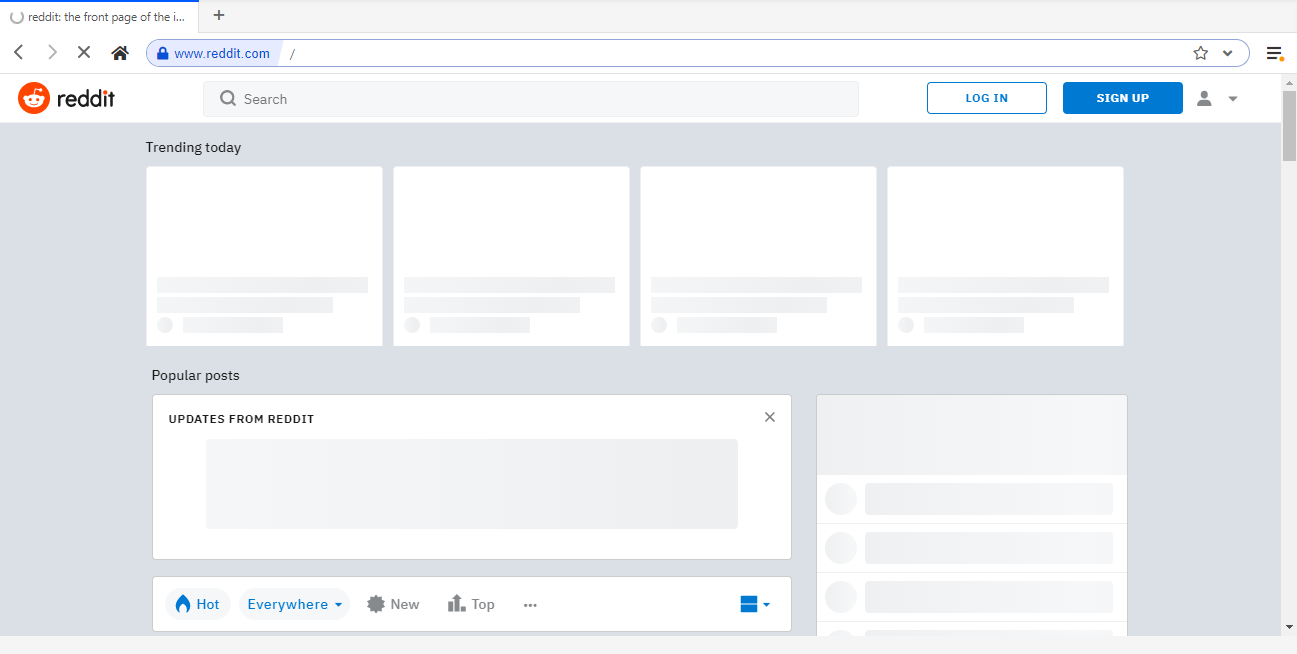 reddit: the front page of the i...
www.reddit.com /
reddit
Search
LOG IN
SIGN UP
Trending today
Popular posts
UPDATES FROM REDDIT
Hot
Everywhere
New
Top